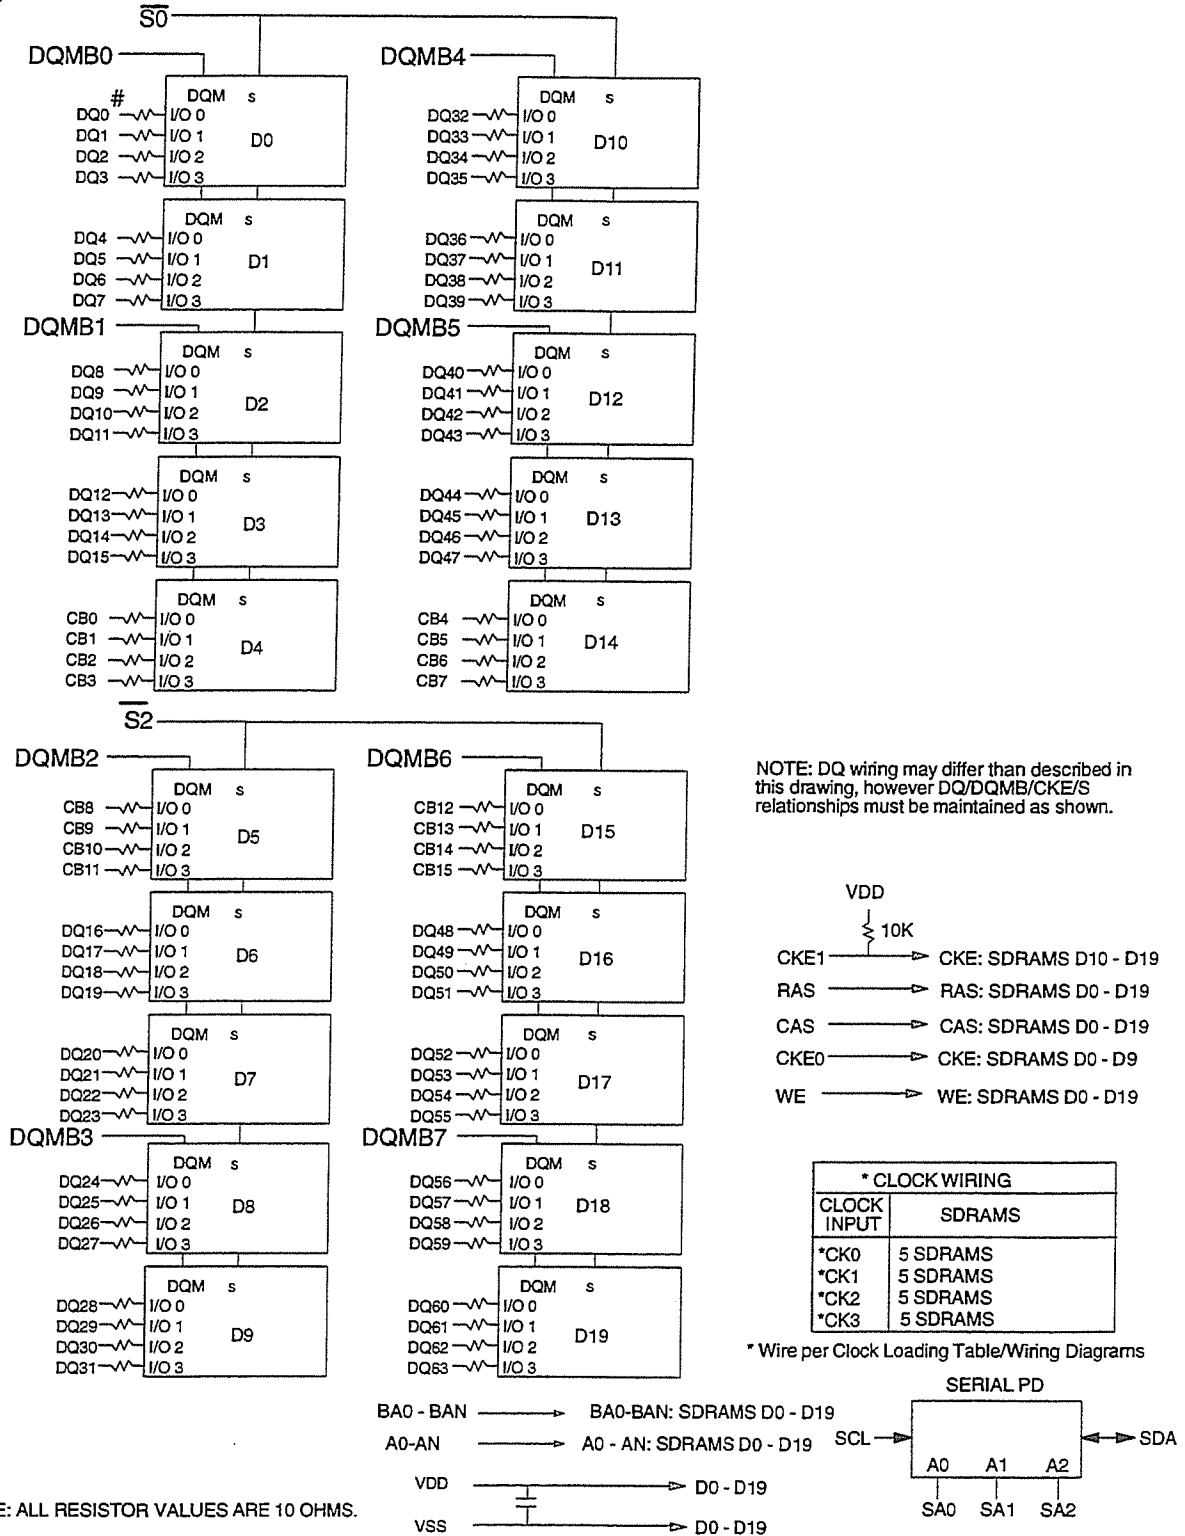 S0
DQMB0
#
DQM s
DQ0 I/O 0
DQ1 I/O 1 D0
DQ2 I/O 2
DQ3 I/O 3
DQM s
DQ4 I/O 0
DQ5 I/O 1 D1
DQ6 I/O 2
DQ7 I/O 3
DQMB1
DQM s
DQ8 I/O 0
DQ9 I/O 1 D2
DQ10 I/O 2
DQ11 I/O 3
DQM s
DQ12 I/O 0
DQ13 I/O 1 D3
DQ14 I/O 2
DQ15 I/O 3
DQM s
CB0 I/O 0
CB1 I/O 1 D4
CB2 I/O 2
CB3 I/O 3
DQMB4
DQM s
DQ32 I/O 0
DQ33 I/O 1 D10
DQ34 I/O 2
DQ35 I/O 3
DQM s
DQ36 I/O 0
DQ37 I/O 1 D11
DQ38 I/O 2
DQ39 I/O 3
DQMB5
DQM s
DQ40 I/O 0
DQ41 I/O 1 D12
DQ42 I/O 2
DQ43 I/O 3
DQM s
DQ44 I/O 0
DQ45 I/O 1 D13
DQ46 I/O 2
DQ47 I/O 3
DQM s
CB4 I/O 0
CB5 I/O 1 D14
CB6 I/O 2
CB7 I/O 3
S2
DQMB2
DQM s
CB8 I/O 0
CB9 I/O 1 D5
CB10 I/O 2
CB11 I/O 3
DQM s
DQ16 I/O 0
DQ17 I/O 1 D6
DQ18 I/O 2
DQ19 I/O 3
DQM s
DQ20 I/O 0
DQ21 I/O 1 D7
DQ22 I/O 2
DQ23 I/O 3
DQMB3
DQM s
DQ24 I/O 0
DQ25 I/O 1 D8
DQ26 I/O 2
DQ27 I/O 3
DQM s
DQ28 I/O 0
DQ29 I/O 1 D9
DQ30 I/O 2
DQ31 I/O 3
DQMB6
DQM s
CB12 I/O 0
CB13 I/O 1 D15
CB14 I/O 2
CB15 I/O 3
DQM s
DQ48 I/O 0
DQ49 I/O 1 D16
DQ50 I/O 2
DQ51 I/O 3
DQM s
DQ52 I/O 0
DQ53 I/O 1 D17
DQ54 I/O 2
DQ55 I/O 3
DQMB7
DQM s
DQ56 I/O 0
DQ57 I/O 1 D18
DQ58 I/O 2
DQ59 I/O 3
DQM s
DQ60 I/O 0
DQ61 I/O 1 D19
DQ62 I/O 2
DQ63 I/O 3
NOTE: DQ wiring may differ than described in
this drawing, however DQ/DQMB/CKE/S
relationships must be maintained as shown.
VDD
10K
CKE1 CKE: SDRAMS D10 - D19
RAS RAS: SDRAMS D0 - D19
CAS CAS: SDRAMS D0 - D19
CKE0 CKE: SDRAMS D0 - D9
WE WE: SDRAMS D0 - D19
* CLOCK WIRING
CLOCK INPUT SDRAMS
*CK0 5 SDRAMS
*CK1 5 SDRAMS
*CK2 5 SDRAMS
*CK3 5 SDRAMS
* Wire per Clock Loading Table/Wiring Diagrams
SERIAL PD
SCL SDA
A0 A1 A2
SA0 SA1 SA2
BA0 - BAN BA0-BAN: SDRAMS D0 - D19
A0-AN A0 - AN: SDRAMS D0 - D19
VDD D0 - D19
VSS D0 - D19
E: ALL RESISTOR VALUES ARE 10 OHMS.